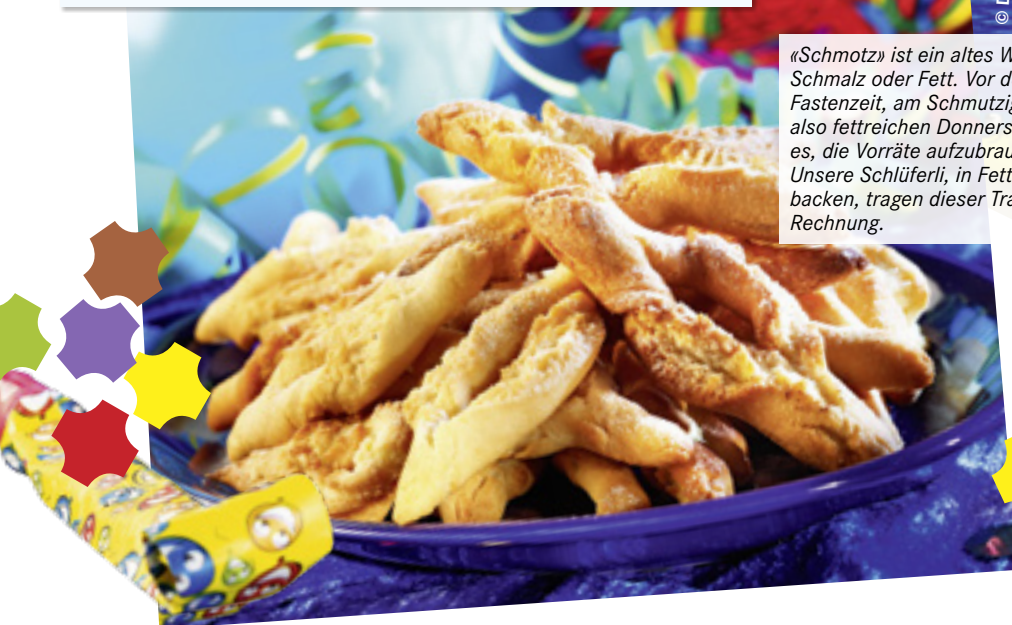 © D
«Schmotz» ist ein altes W
Schmalz oder Fett. Vor d
Fastenzeit, am Schmutzig
also fettreichen Donners
es, die Vorräte aufzubrau
Unsere Schlüferli, in Fett
backen, tragen dieser Tra
Rechnung.